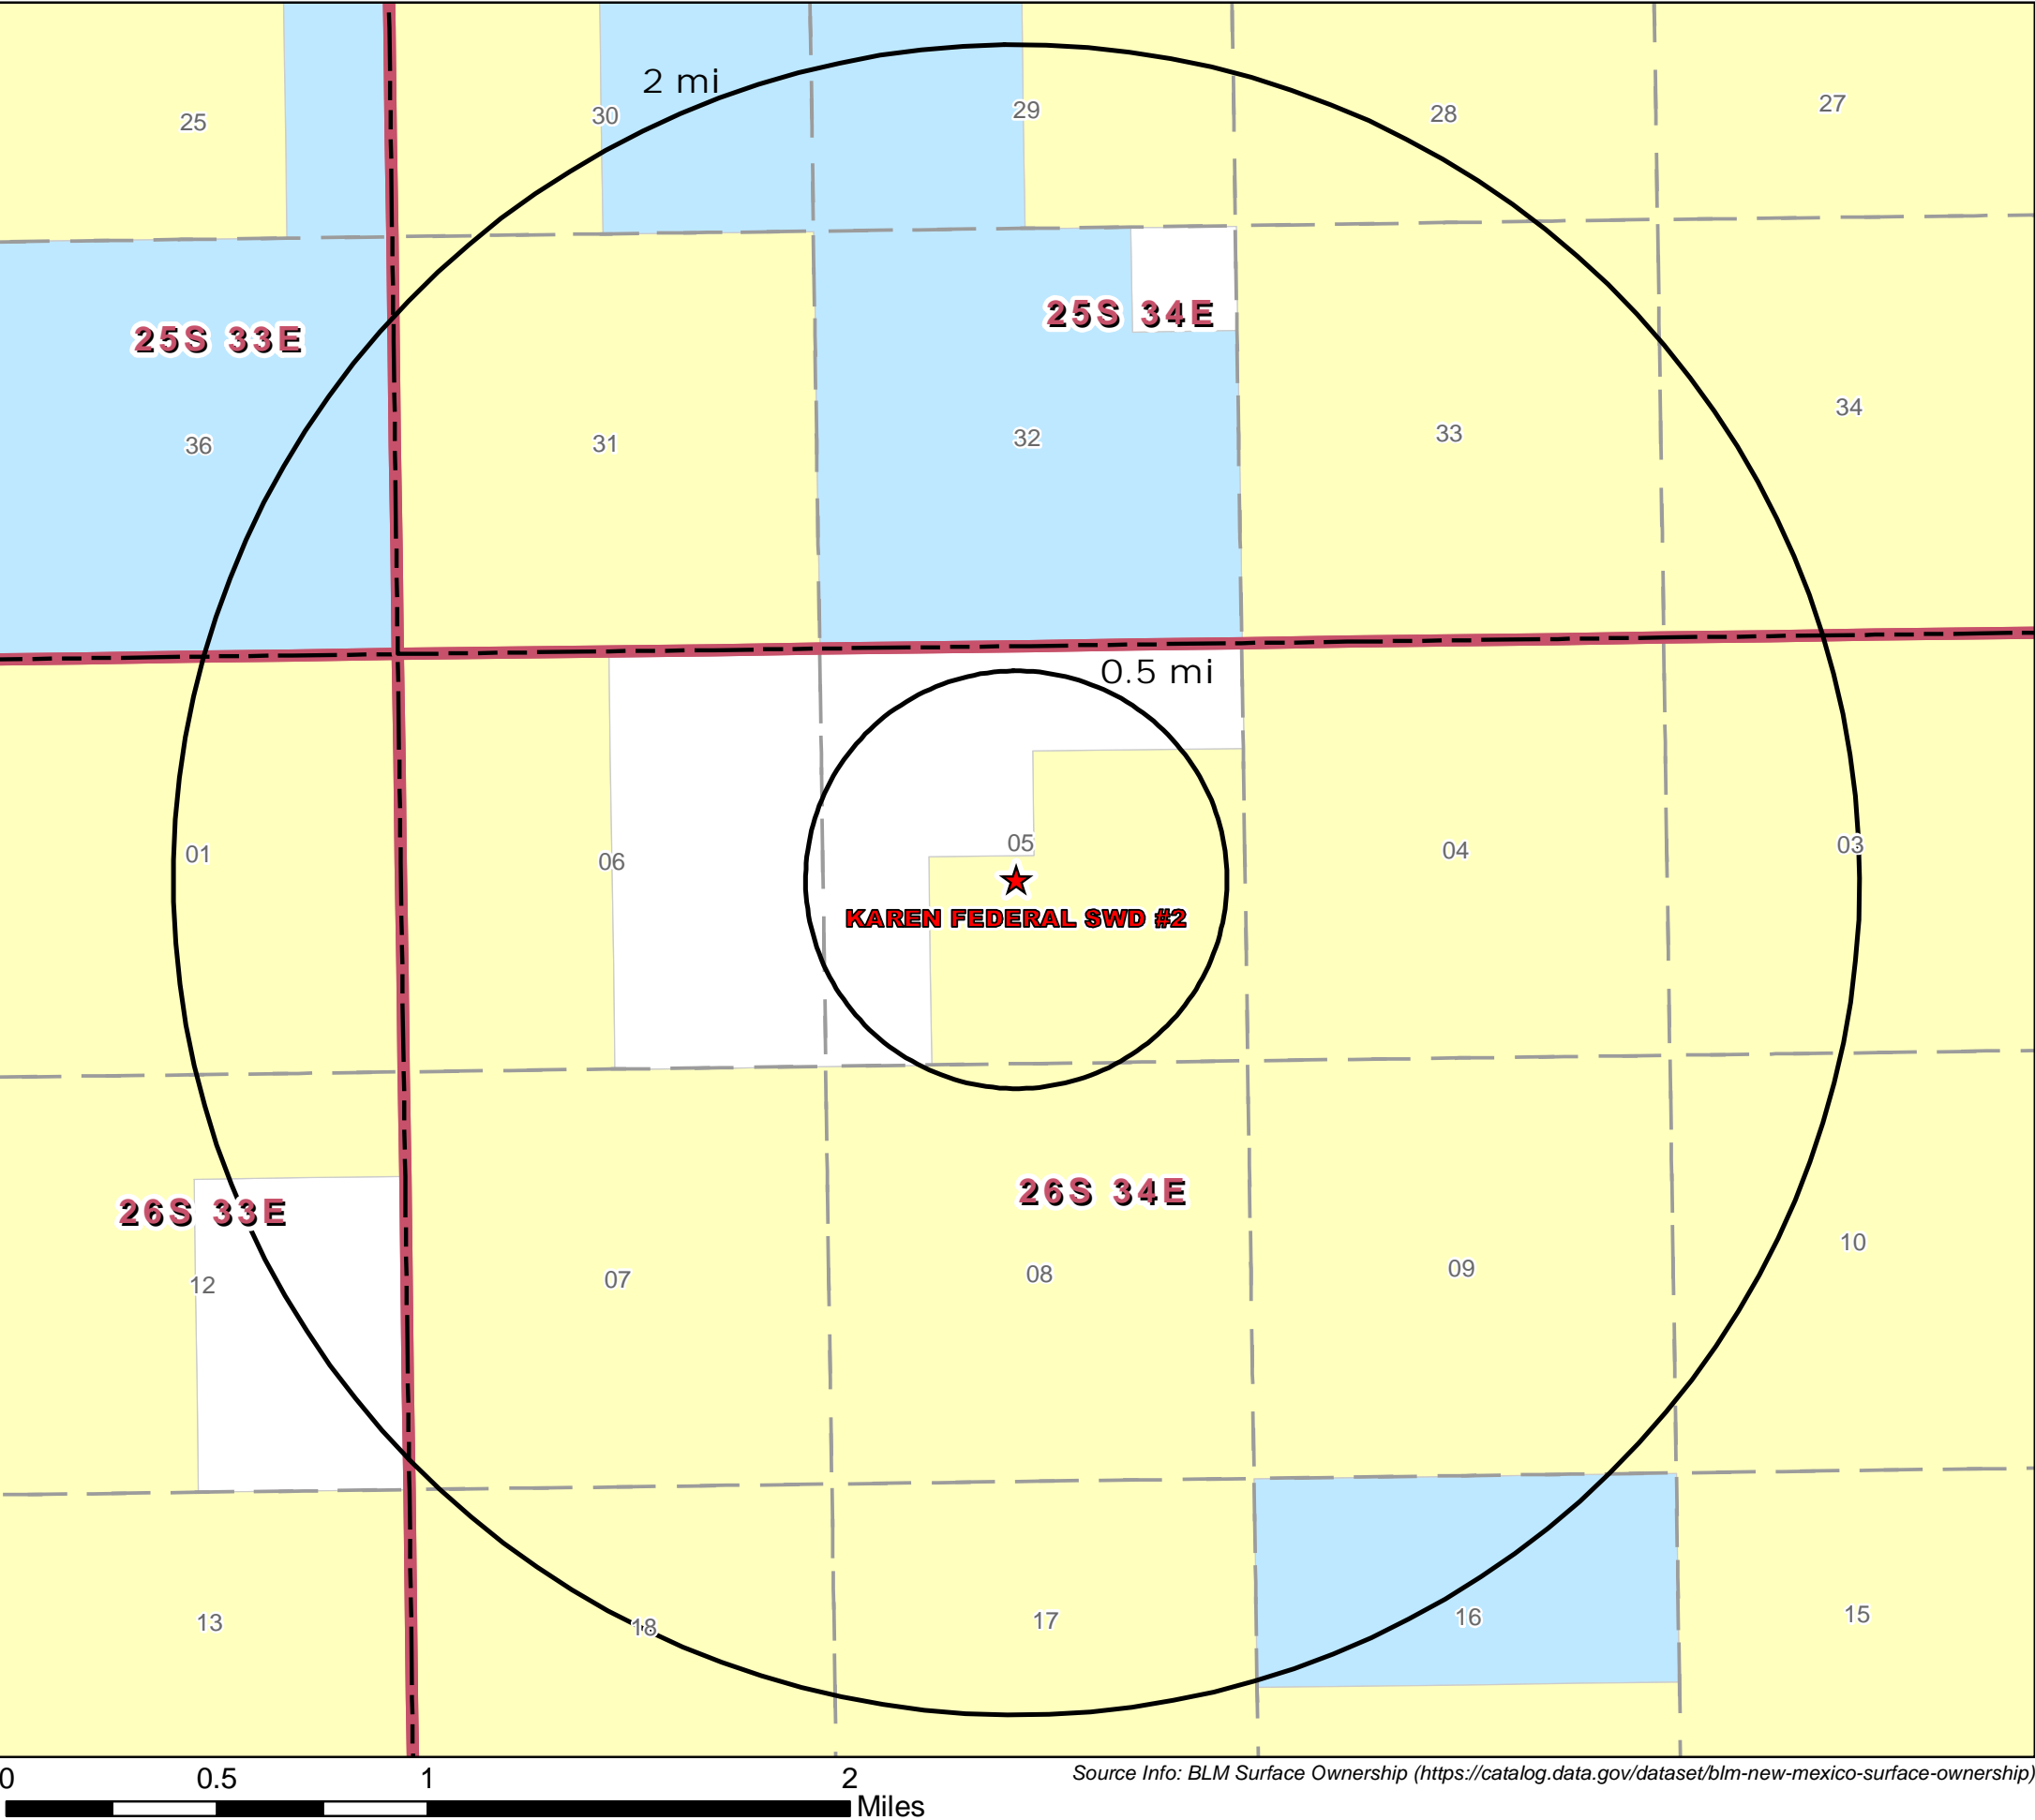 2 mi
25
30
29
28
27
25S 33E
25S 34E
36
31
32
33
34
0.5 mi
01
06
05
04
03
KAREN FEDERAL SWD #2
26S 33E
26S 34E
12
07
08
09
10
13
18
17
16
15
0 0.5 1 2
Miles
Source Info: BLM Surface Ownership (https://catalog.data.gov/dataset/blm-new-mexico-surface-ownership)